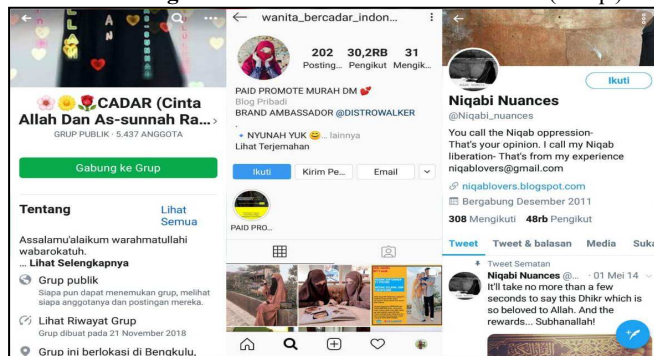 CADAR (Cinta
Allah Dan As-sunnah Ra...
GRUP PUBLIK · 5.437 ANGGOTA
Gabung ke Grup
Tentang
Lihat
Semua
Assalamu'alaikum warahmatullahi
wabarokatuh.
... Lihat Selengkapnya
Grup publik
Siapa pun dapat menemukan grup, melihat
siapa anggotanya dan postingan mereka.
Lihat Riwayat Grup
Grup dibuat pada 21 November 2018
Grup ini berlokasi di Bengkulu,
wanita_bercadar_indon...
202 30,2RB 31
Posting... Pengikut Mengik...
PAID PROMOTE MURAH DM
Blog Pribadi
BRAND AMBASSADOR @DISTROWALKER
.
• NYUNAH YUK ... lainnya
Lihat Terjemahan
Ikuti Kirim Pe... Email
PAID PRO...
Ikuti
Niqabi Nuances
@Niqabi_nuances
You call the Niqab oppression-
That's your opinion. I call my Niqab
liberation- That's from my experience
niqablovers@gmail.com
niqablovers.blogspot.com
Bergabung Desember 2011
308 Mengikuti 48rb Pengikut
Tweet Tweet & balasan Media Suka
Tweet Sematan
Niqabi Nuances @... · 01 Mei 14
It'll take no more than a few
seconds to say this Dhikr which is
so beloved to Allah. And the
rewards... Subhanallah!